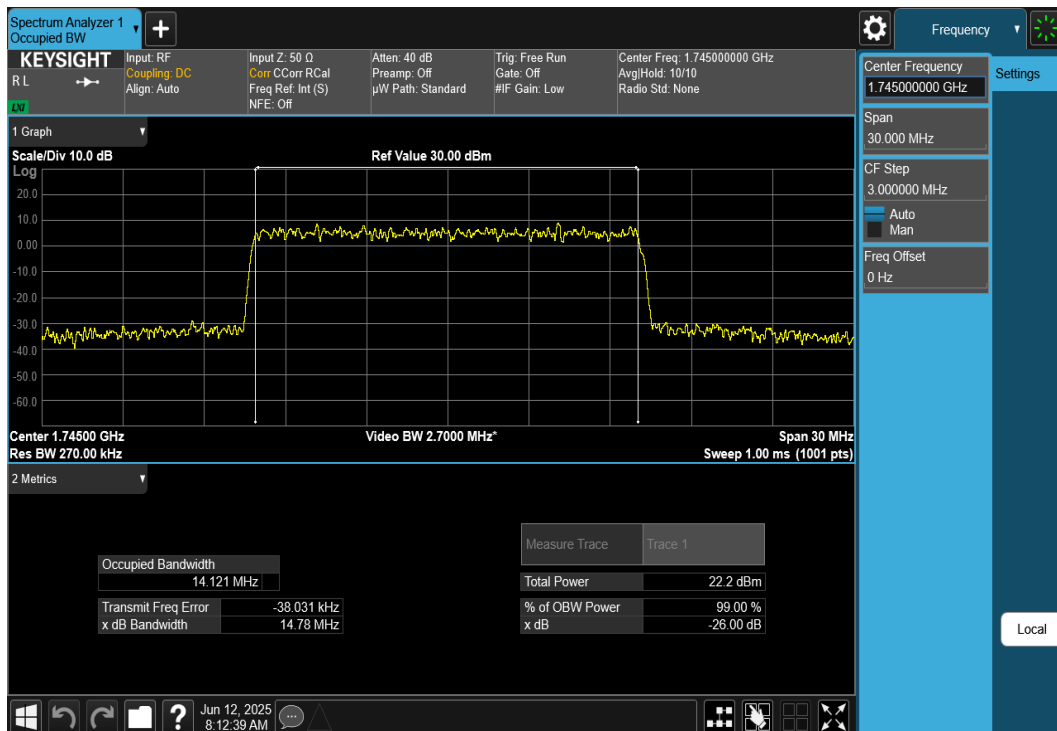 Spectrum Analyzer 1
Occupied BW
Frequency
KEYSIGHT
R L
LXI
Input: RF
Coupling: DC
Align: Auto
Input Z: 50 Ω
Corr CCorr RCal
Freq Ref: Int (S)
NFE: Off
Atten: 40 dB
Preamp: Off
µW Path: Standard
Trig: Free Run
Gate: Off
#IF Gain: Low
Center Freq: 1.745000000 GHz
Avg|Hold: 10/10
Radio Std: None
Center Frequency
1.745000000 GHz
Settings
Span
30.000 MHz
CF Step
3.000000 MHz
Auto
Man
Freq Offset
0 Hz
1 Graph
Scale/Div 10.0 dB
Ref Value 30.00 dBm
Log
20.0
10.0
0.00
-10.0
-20.0
-30.0
-40.0
-50.0
-60.0
Center 1.74500 GHz
Video BW 2.7000 MHz*
Span 30 MHz
Res BW 270.00 kHz
Sweep 1.00 ms (1001 pts)
2 Metrics
Measure Trace
Trace 1
Occupied Bandwidth
14.121 MHz
Total Power
22.2 dBm
Transmit Freq Error
-38.031 kHz
% of OBW Power
99.00 %
x dB Bandwidth
14.78 MHz
x dB
-26.00 dB
Local
Jun 12, 2025
8:12:39 AM